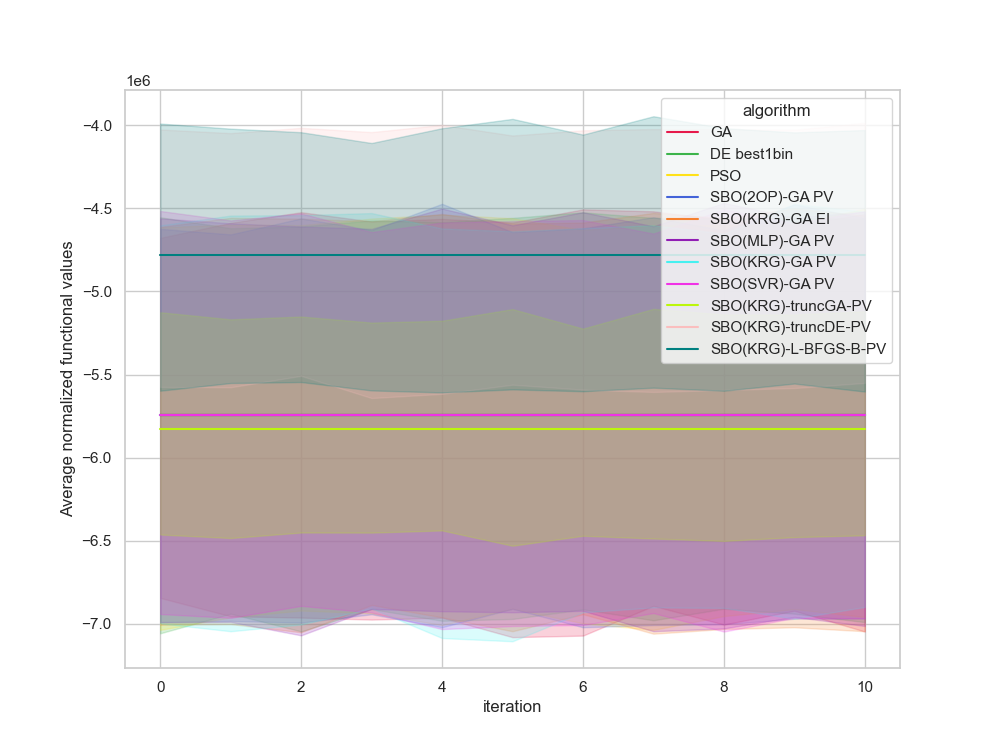 1e6
−4.0
−4.5
−5.0
−5.5
−6.0
−6.5
−7.0
Average normalized functional values
0 2 4 6 8 10
iteration
algorithm
GA
DE best1bin
PSO
SBO(2OP)-GA PV
SBO(KRG)-GA EI
SBO(MLP)-GA PV
SBO(KRG)-GA PV
SBO(SVR)-GA PV
SBO(KRG)-truncGA-PV
SBO(KRG)-truncDE-PV
SBO(KRG)-L-BFGS-B-PV